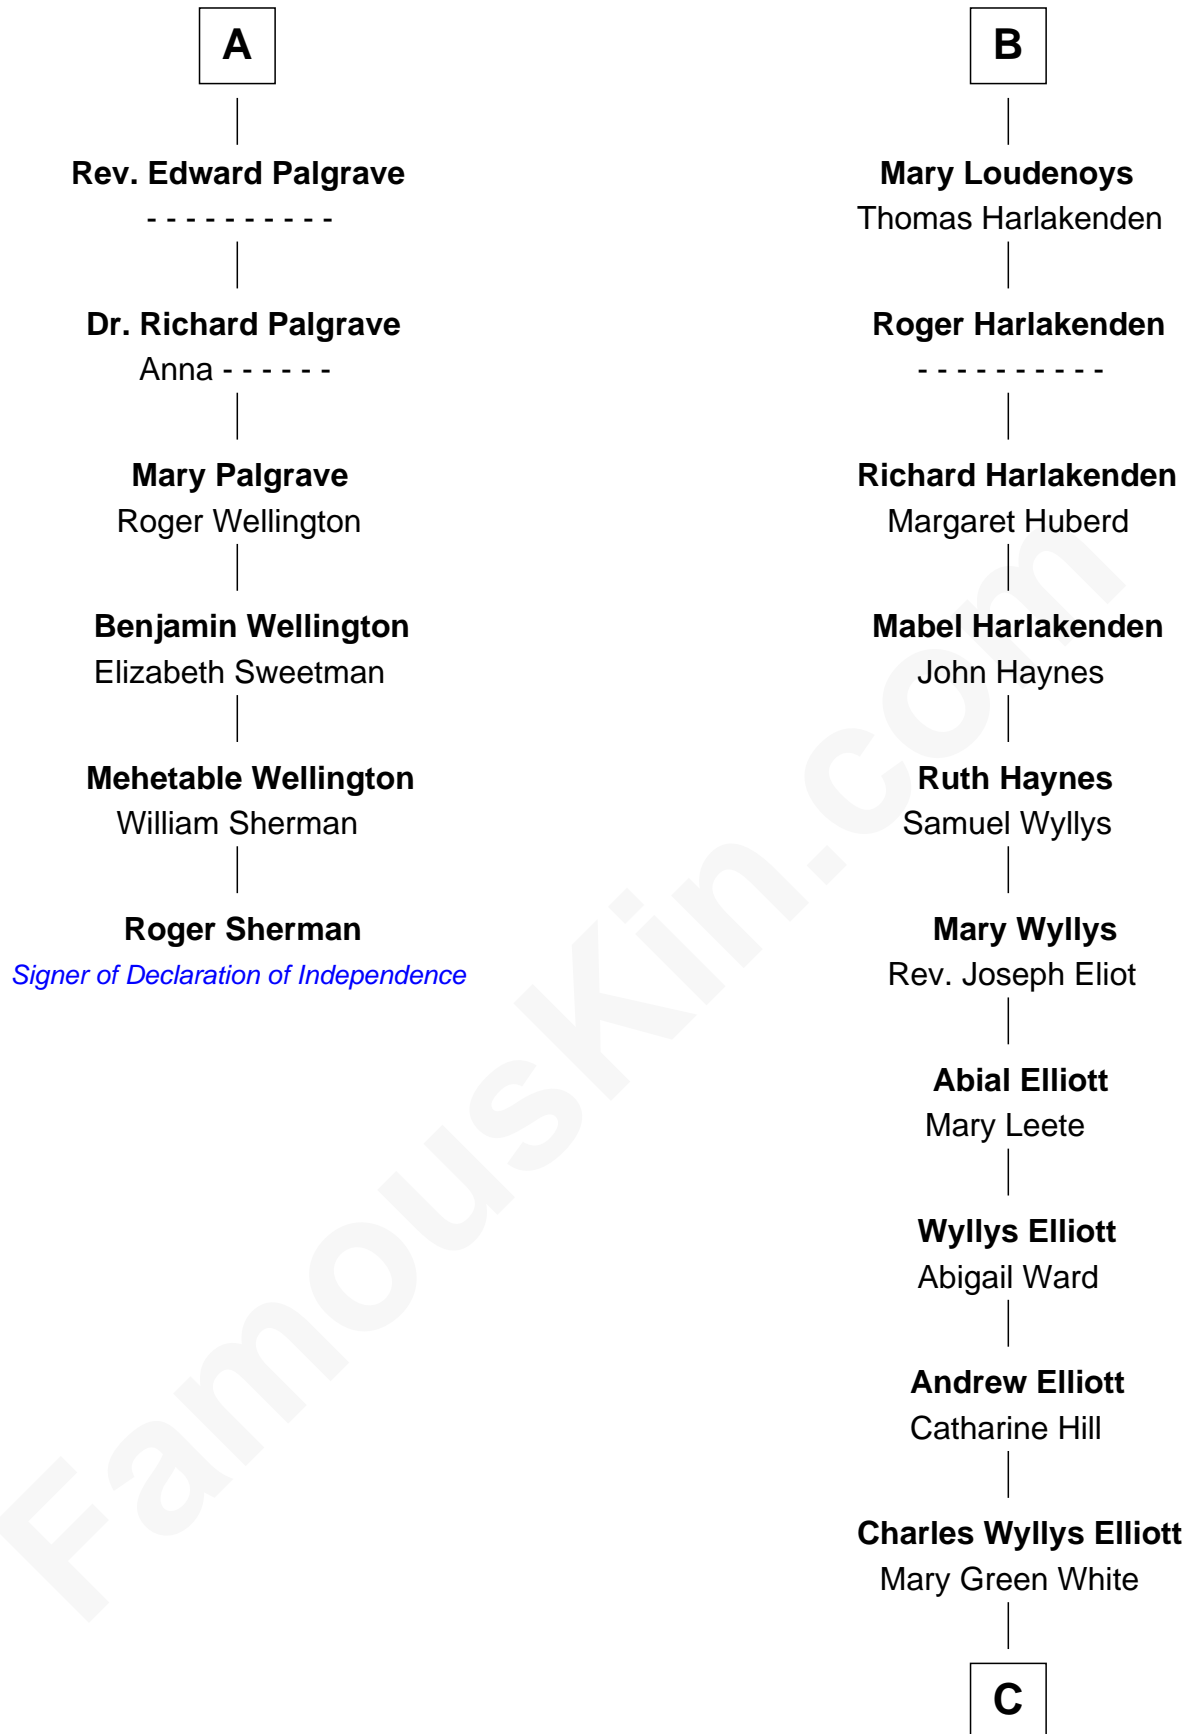 A
Rev. Edward Palgrave
- - - - - - - - - -
Dr. Richard Palgrave
Anna - - - - - -
Mary Palgrave
Roger Wellington
Benjamin Wellington
Elizabeth Sweetman
Mehetable Wellington
William Sherman
Roger Sherman
Signer of Declaration of Independence
B
Mary Loudenoys
Thomas Harlakenden
Roger Harlakenden
- - - - - - - - - -
Richard Harlakenden
Margaret Huberd
Mabel Harlakenden
John Haynes
Ruth Haynes
Samuel Wyllys
Mary Wyllys
Rev. Joseph Eliot
Abial Elliott
Mary Leete
Wyllys Elliott
Abigail Ward
Andrew Elliott
Catharine Hill
Charles Wyllys Elliott
Mary Green White
C
FamousKin.com